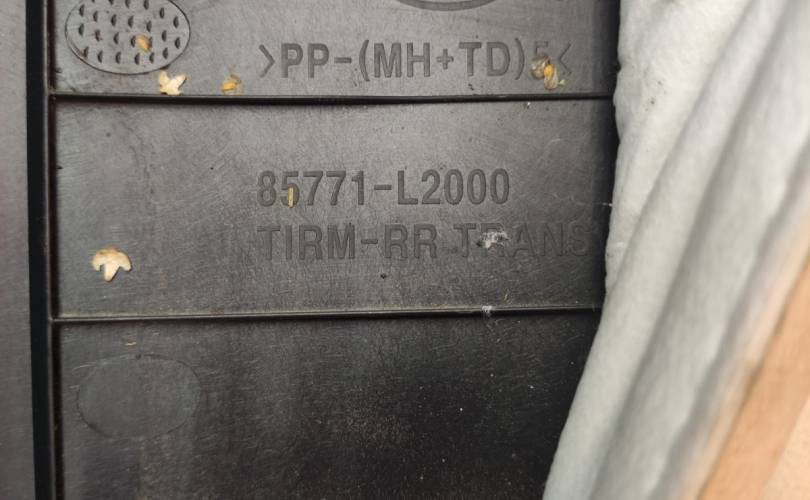 >PP-(MH+TD)5<
85771-L2000
TIRM-RR TRANS